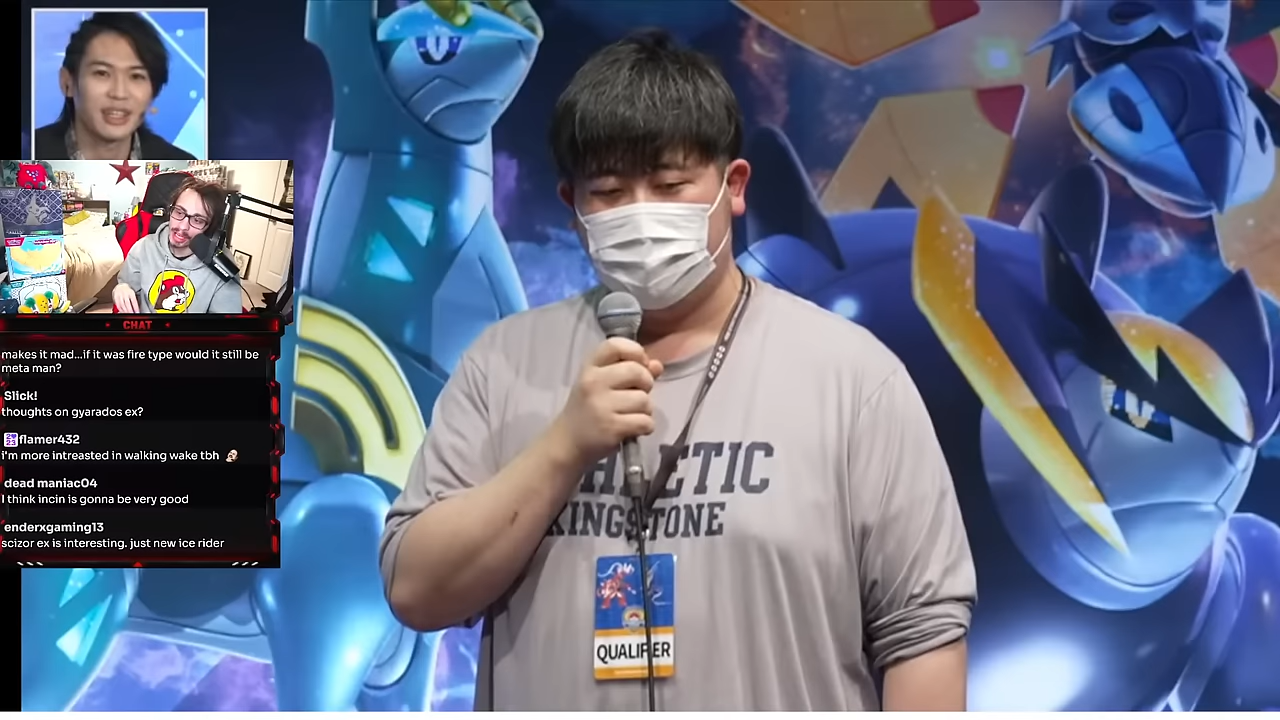 CHAT
makes it mad...if it was fire type would it still be
meta man?
Slick!
thoughts on gyarados ex?
flamer432
i'm more intreasted in walking wake tbh
dead maniac04
I think incin is gonna be very good
enderxgaming13
scizor ex is interesting. just new ice rider
QUALIFIER